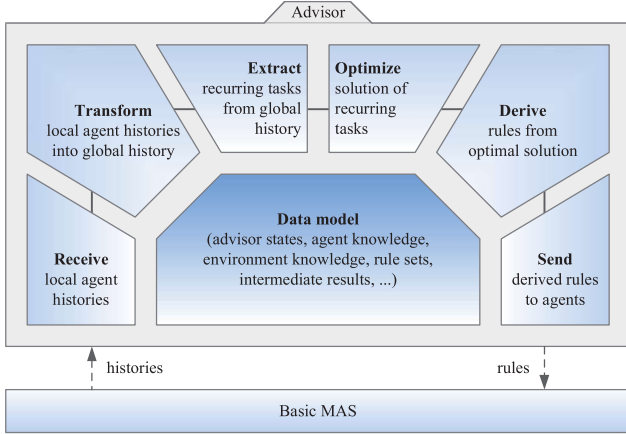 Advisor
Extract
recurring tasks
from global
history
Optimize
solution of
recurring
tasks
Transform
local agent histories
into global history
Derive
rules from
optimal solution
Data model
(advisor states, agent knowledge,
environment knowledge, rule sets,
intermediate results, ...)
Receive
local agent
histories
Send
derived rules
to agents
histories
rules
Basic MAS